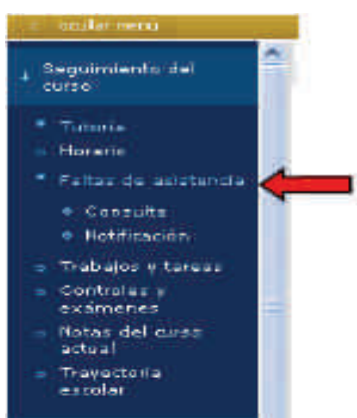 ocultar menú
Seguimiento del
curso
Tutoría
Horario
Faltas de asistencia
Consulta
Notificación
Trabajos y tareas
Controles y
exámenes
Notas del curso
actual
Trayectoria
escolar